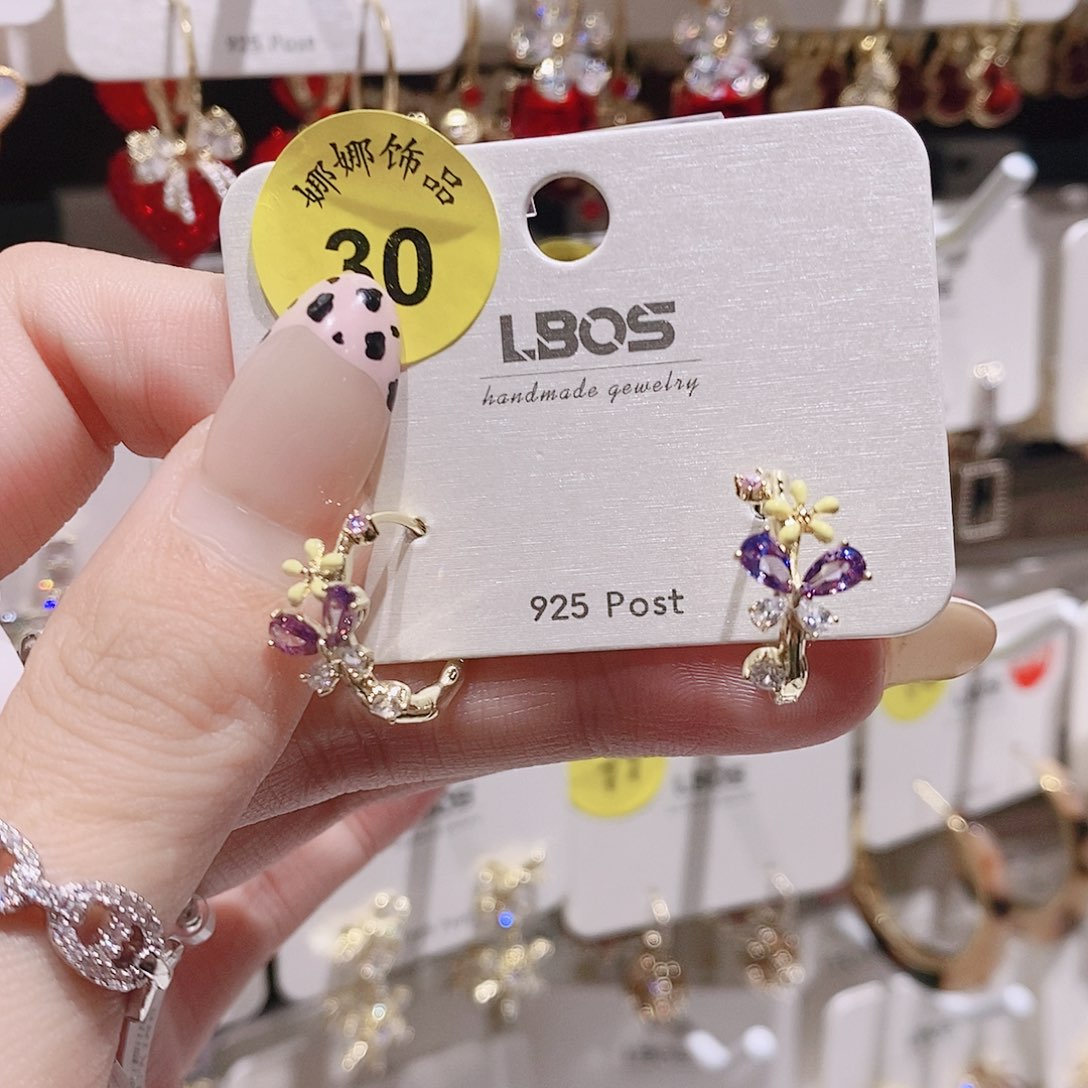 925 Post
娜娜饰品
30
LBOS
handmade gewelry
925 Post